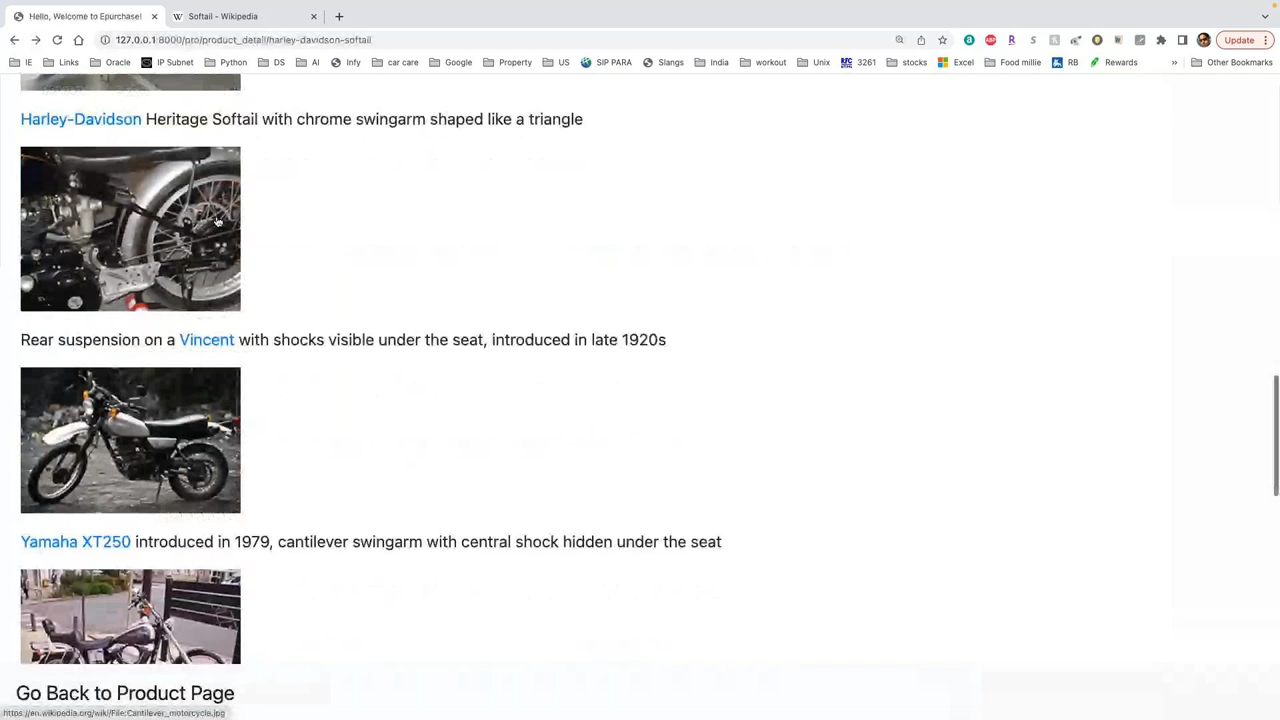 Hello, Welcome to Epurchase!
Softail - Wikipedia
127.0.0.1:8000/pro/product_detail/harley-davidson-softail
Update
IE
Links
Oracle
IP Subnet
Python
DS
AI
Infy
car care
Google
Property
US
SIP PARA
Slangs
India
workout
Unix
3261
stocks
Excel
Food millie
RB
Rewards
»
Other Bookmarks
Harley-Davidson Heritage Softail with chrome swingarm shaped like a triangle
Rear suspension on a Vincent with shocks visible under the seat, introduced in late 1920s
Yamaha XT250 introduced in 1979, cantilever swingarm with central shock hidden under the seat
Go Back to Product Page
https://en.wikipedia.org/wiki/File:Cantilever_motorcycle.jpg